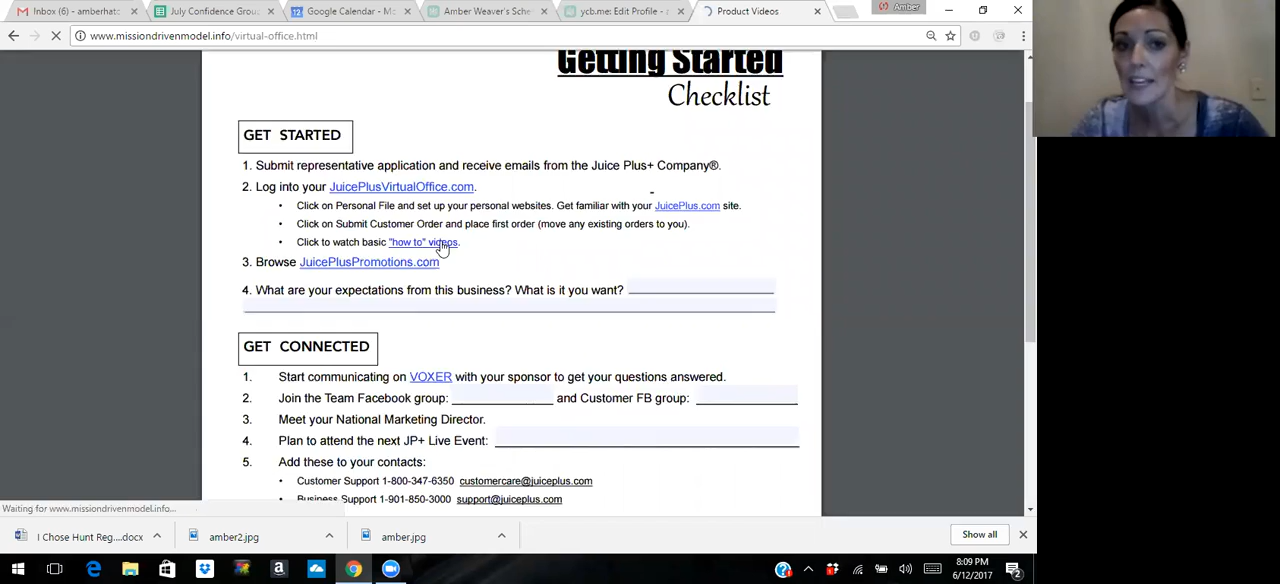 Inbox (6) - amberhato
July Confidence Grou
Google Calendar - Mo
Amber Weaver's Sche
ycb.me: Edit Profile -
Product Videos
Amber
www.missiondrivenmodel.info/virtual-office.html
Getting Started
Checklist
GET STARTED
1. Submit representative application and receive emails from the Juice Plus+ Company®.
2. Log into your JuicePlusVirtualOffice.com.
• Click on Personal File and set up your personal websites. Get familiar with your JuicePlus.com site.
• Click on Submit Customer Order and place first order (move any existing orders to you).
• Click to watch basic "how to" videos.
3. Browse JuicePlusPromotions.com
4. What are your expectations from this business? What is it you want?
GET CONNECTED
1. Start communicating on VOXER with your sponsor to get your questions answered.
2. Join the Team Facebook group: and Customer FB group:
3. Meet your National Marketing Director.
4. Plan to attend the next JP+ Live Event:
5. Add these to your contacts:
• Customer Support 1-800-347-6350 customercare@juiceplus.com
• Business Support 1-901-850-3000 support@juiceplus.com
Waiting for www.missiondrivenmodel.info...
I Chose Hunt Reg....docx
amber2.jpg
amber.jpg
Show all
8:09 PM
6/12/2017
2